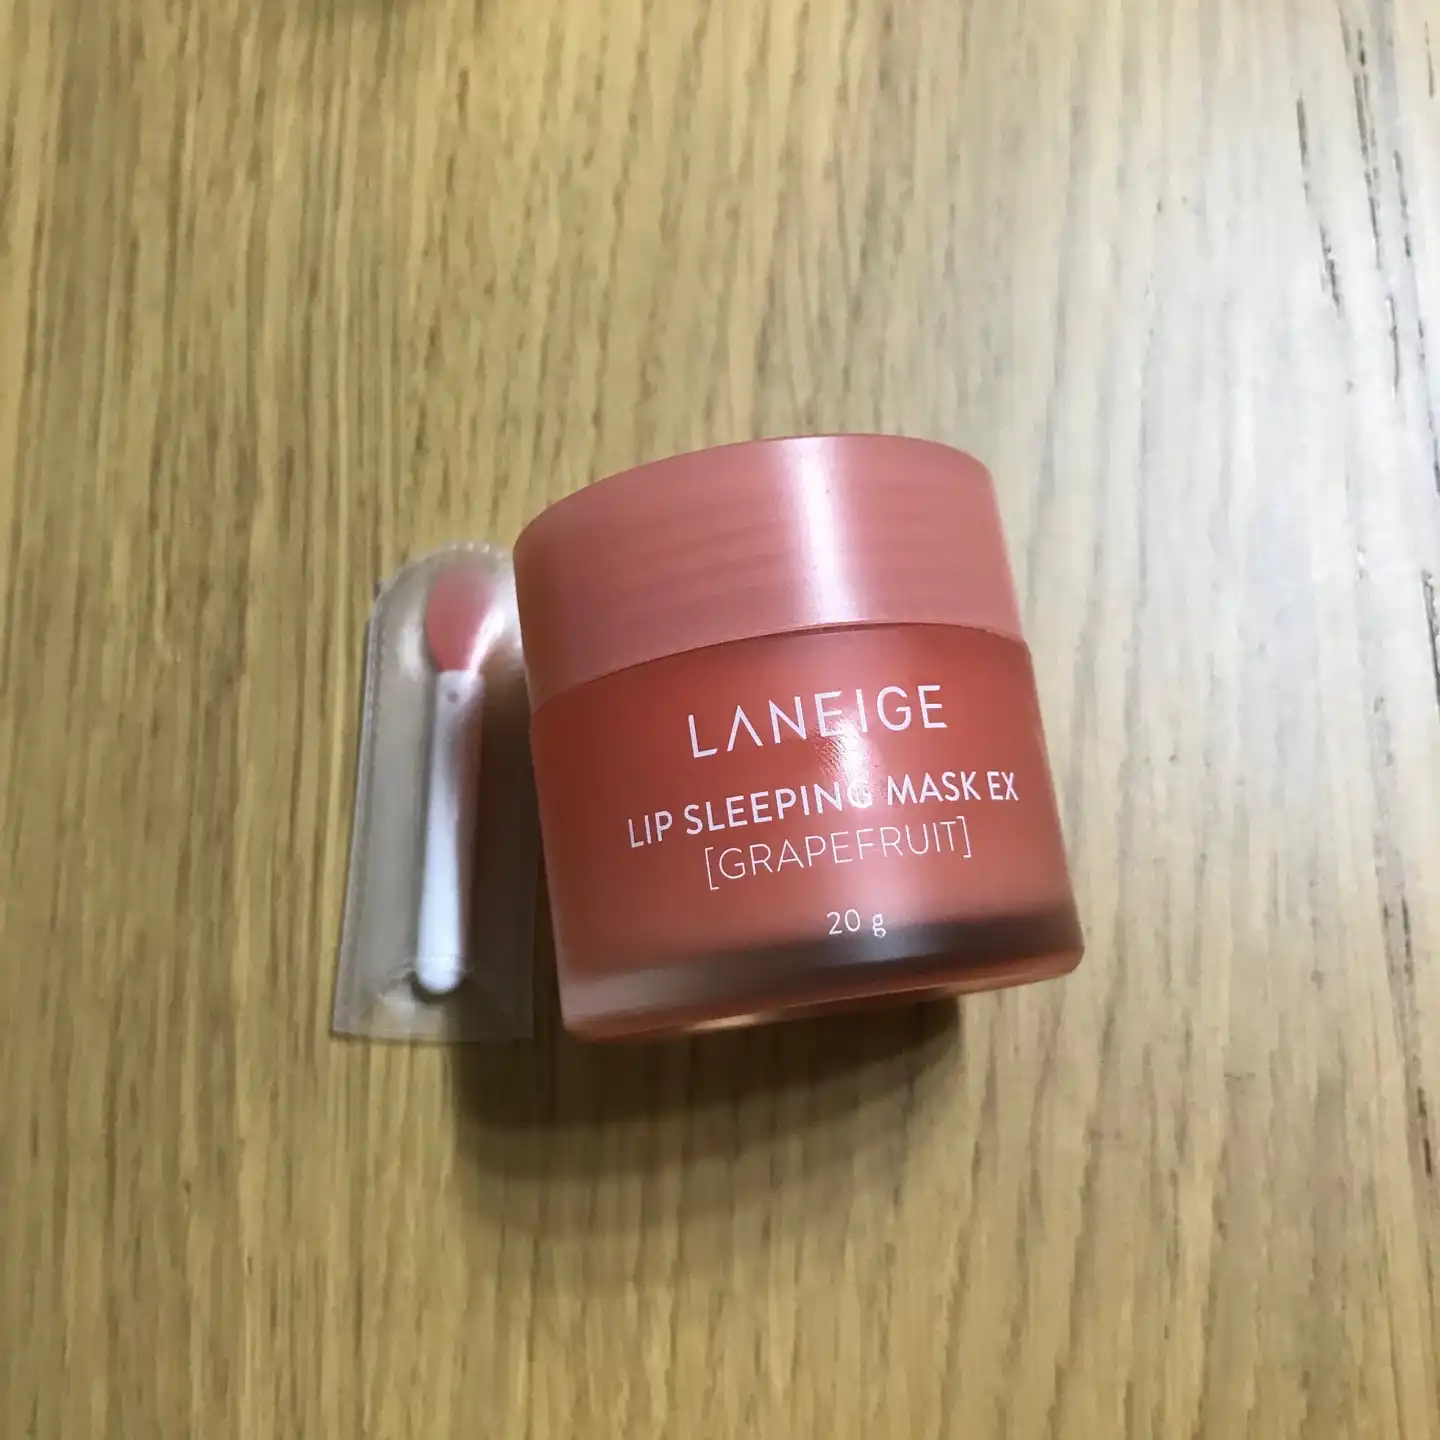 LANEIGE
LIP SLEEPING MASK EX
[GRAPEFRUIT]
20 g